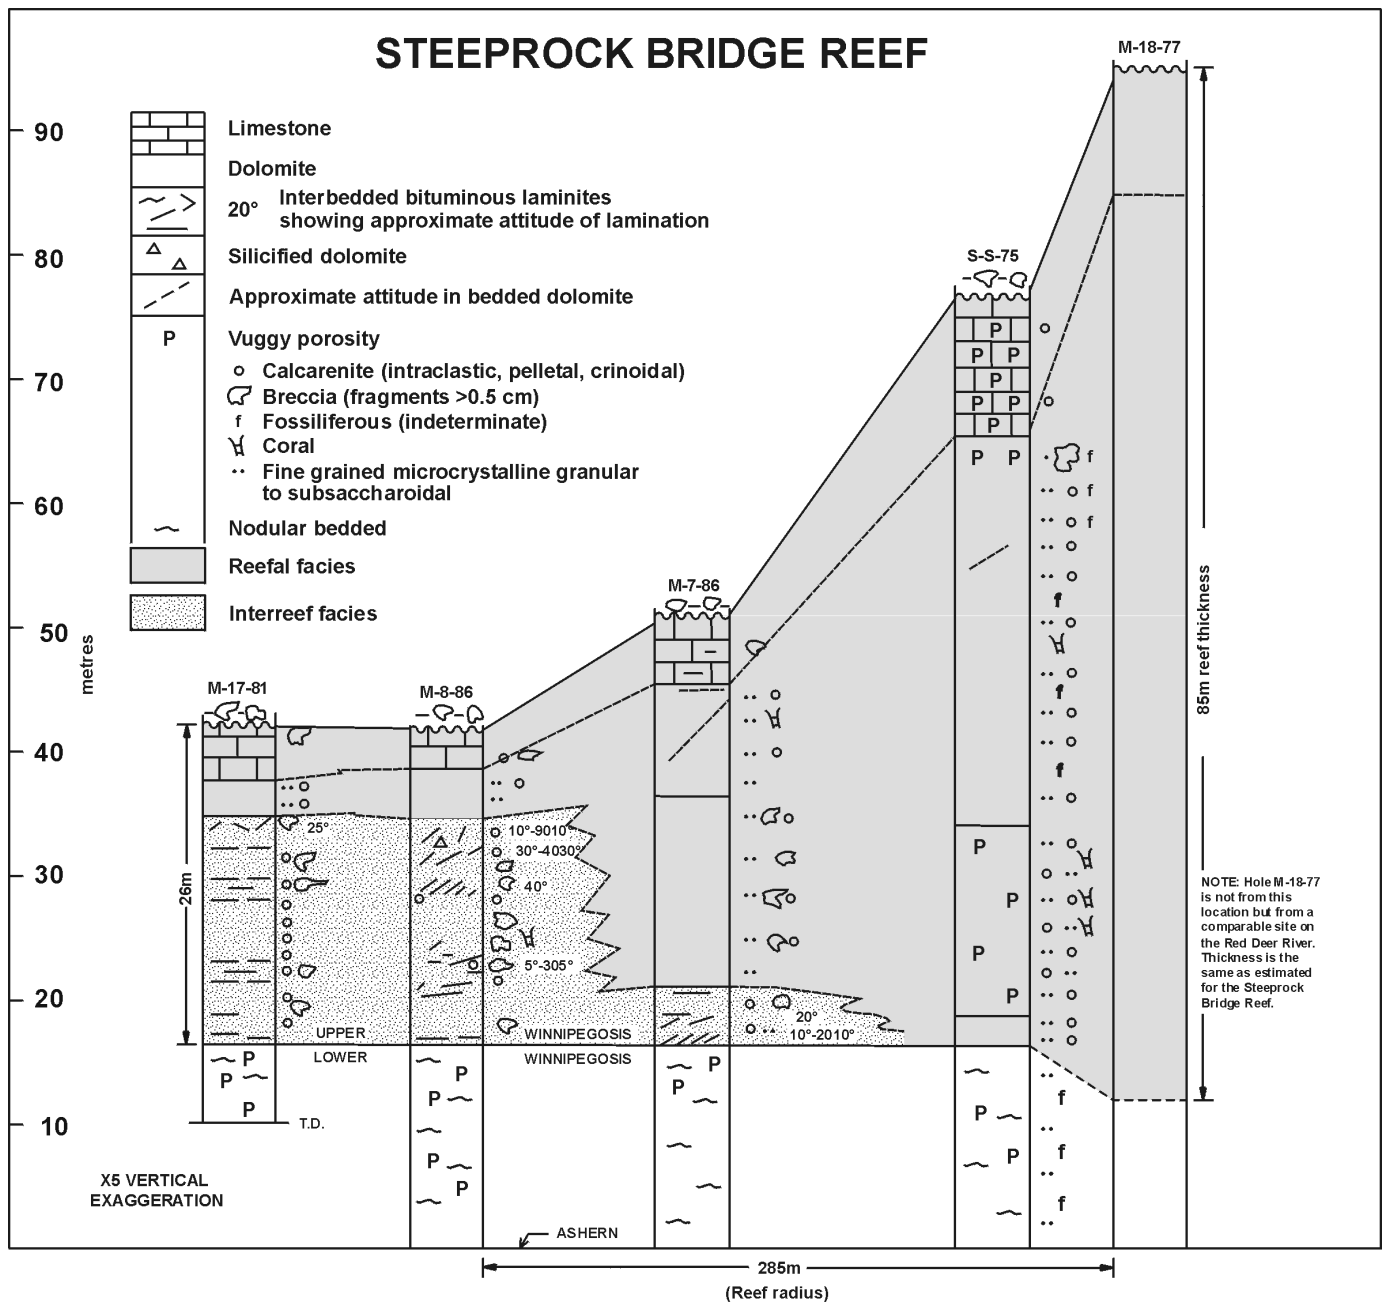 STEEPROCK BRIDGE REEF
M-18-77
Limestone
Dolomite
20° Interbedded bituminous laminites
showing approximate attitude of lamination
Silicified dolomite
Approximate attitude in bedded dolomite
P Vuggy porosity
Calcarenite (intraclastic, pelletal, crinoidal)
Breccia (fragments >0.5 cm)
f Fossiliferous (indeterminate)
Coral
Fine grained microcrystalline granular
to subsaccharoidal
Nodular bedded
Reefal facies
Interreef facies
90
80
70
60
50
40
30
20
10
metres
S-S-75
P
P P
P
P P
P
P P
f
f
f
f
f
f
P
P
P
P
M-7-86
M-17-81
M-8-86
26m
25°
10°-9010°
30°-4030°
40°
5°-305°
20°
10°-2010°
UPPER WINNIPEGOSIS
LOWER WINNIPEGOSIS
P
P
P
T.D.
P
P
P
P
P
P
P
P
f
f
f
85m reef thickness
NOTE: Hole M-18-77
is not from this
location but from a
comparable site on
the Red Deer River.
Thickness is the
same as estimated
for the Steeprock
Bridge Reef.
X5 VERTICAL
EXAGGERATION
ASHERN
285m
(Reef radius)